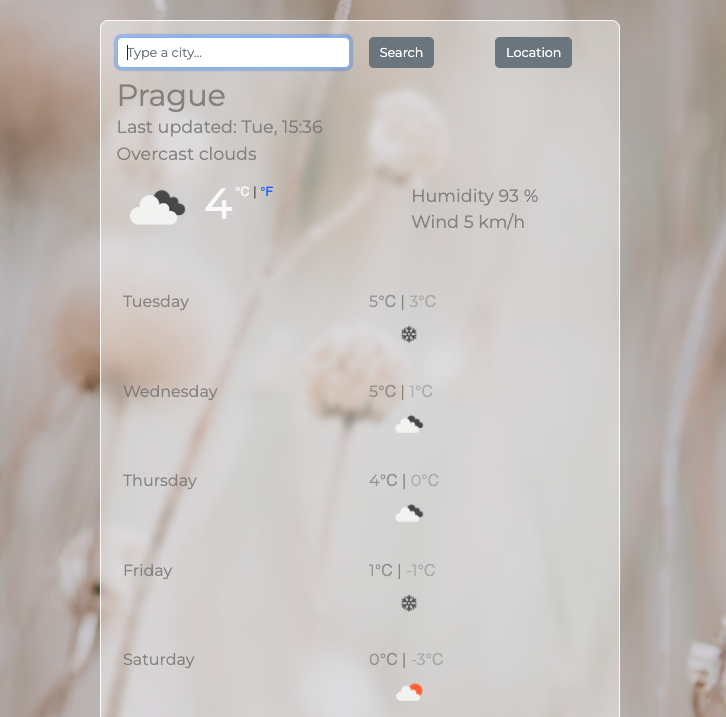 Type a city...
Search
Location
Prague
Last updated: Tue, 15:36
Overcast clouds
4 °C | °F
Humidity 93 %
Wind 5 km/h
Tuesday
5°C | 3°C
Wednesday
5°C | 1°C
Thursday
4°C | 0°C
Friday
1°C | -1°C
Saturday
0°C | -3°C